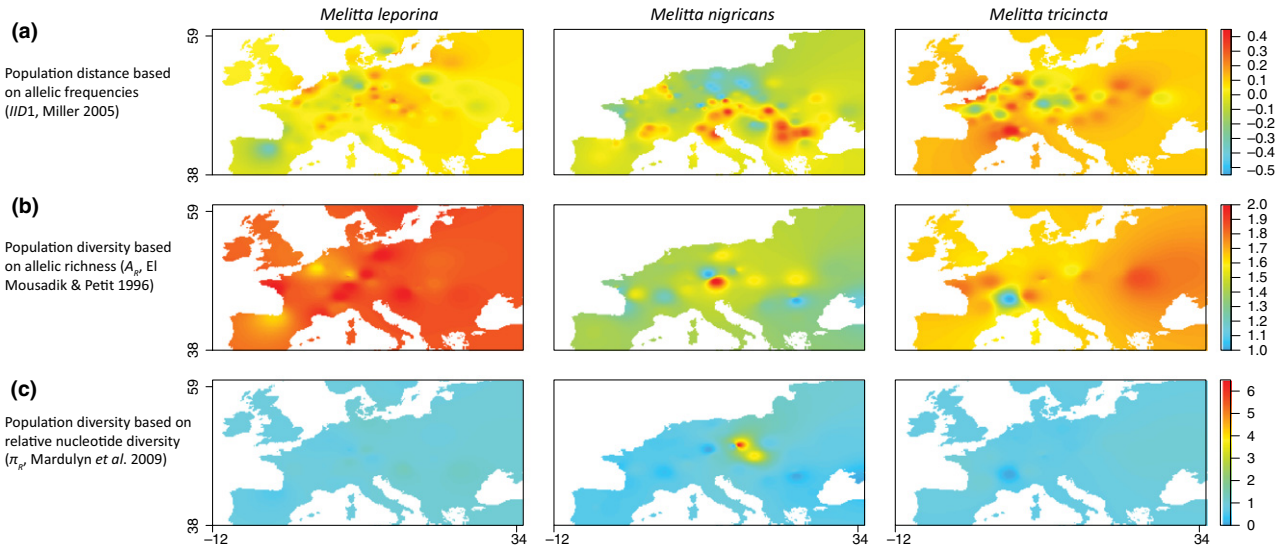 Melitta leporina
Melitta nigricans
Melitta tricincta
(a)
Population distance based
on allelic frequencies
(IID1, Miller 2005)
59
38
0.4
0.3
0.2
0.1
0.0
−0.1
−0.2
−0.3
−0.4
−0.5
(b)
Population diversity based
on allelic richness (AR, El
Mousadik & Petit 1996)
59
38
2.0
1.9
1.8
1.7
1.6
1.5
1.4
1.3
1.2
1.1
1.0
(c)
Population diversity based on
relative nucleotide diversity
(πR, Mardulyn et al. 2009)
59
38
−12
34
−12
34
−12
34
6
5
4
3
2
1
0